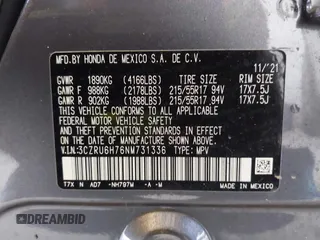 MFD.BY HONDA DE MEXICO S.A. DE C.V.
11/'21
GVWR 1890KG (4166LBS) TIRE SIZE RIM SIZE
GAWR F 988KG (2178LBS) 215/55R17 94V 17X7.5J
GAWR R 902KG (1988LBS) 215/55R17 94V 17X7.5J
THIS VEHICLE CONFORMS TO ALL APPLICABLE
FEDERAL MOTOR VEHICLE SAFETY, BUMPER,
AND THEFT PREVENTION STANDARDS IN EFFECT
ON THE DATE OF MANUFACTURE SHOWN ABOVE.
V.I.N:3CZRU6H76NM731336 TYPE: MPV
T7X N AD7 -NH797M -A -M
MADE IN MEXICO